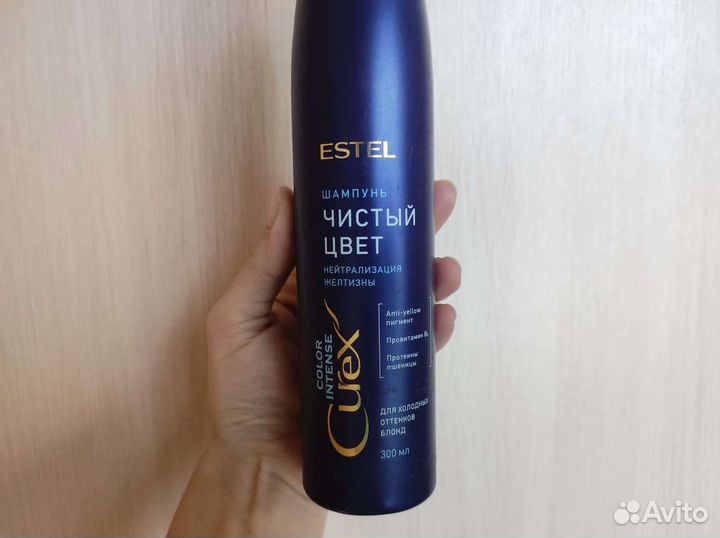 ESTEL
ШАМПУНЬ
ЧИСТЫЙ
ЦВЕТ
НЕЙТРАЛИЗАЦИЯ
ЖЕЛТИЗНЫ
COLOR
INTENSE
Curex
Anti-yellow
пигмент
Провитамин B5
Протеины
пшеницы
ДЛЯ ХОЛОДНЫХ
ОТТЕНКОВ
БЛОНД
300 мл
Avito